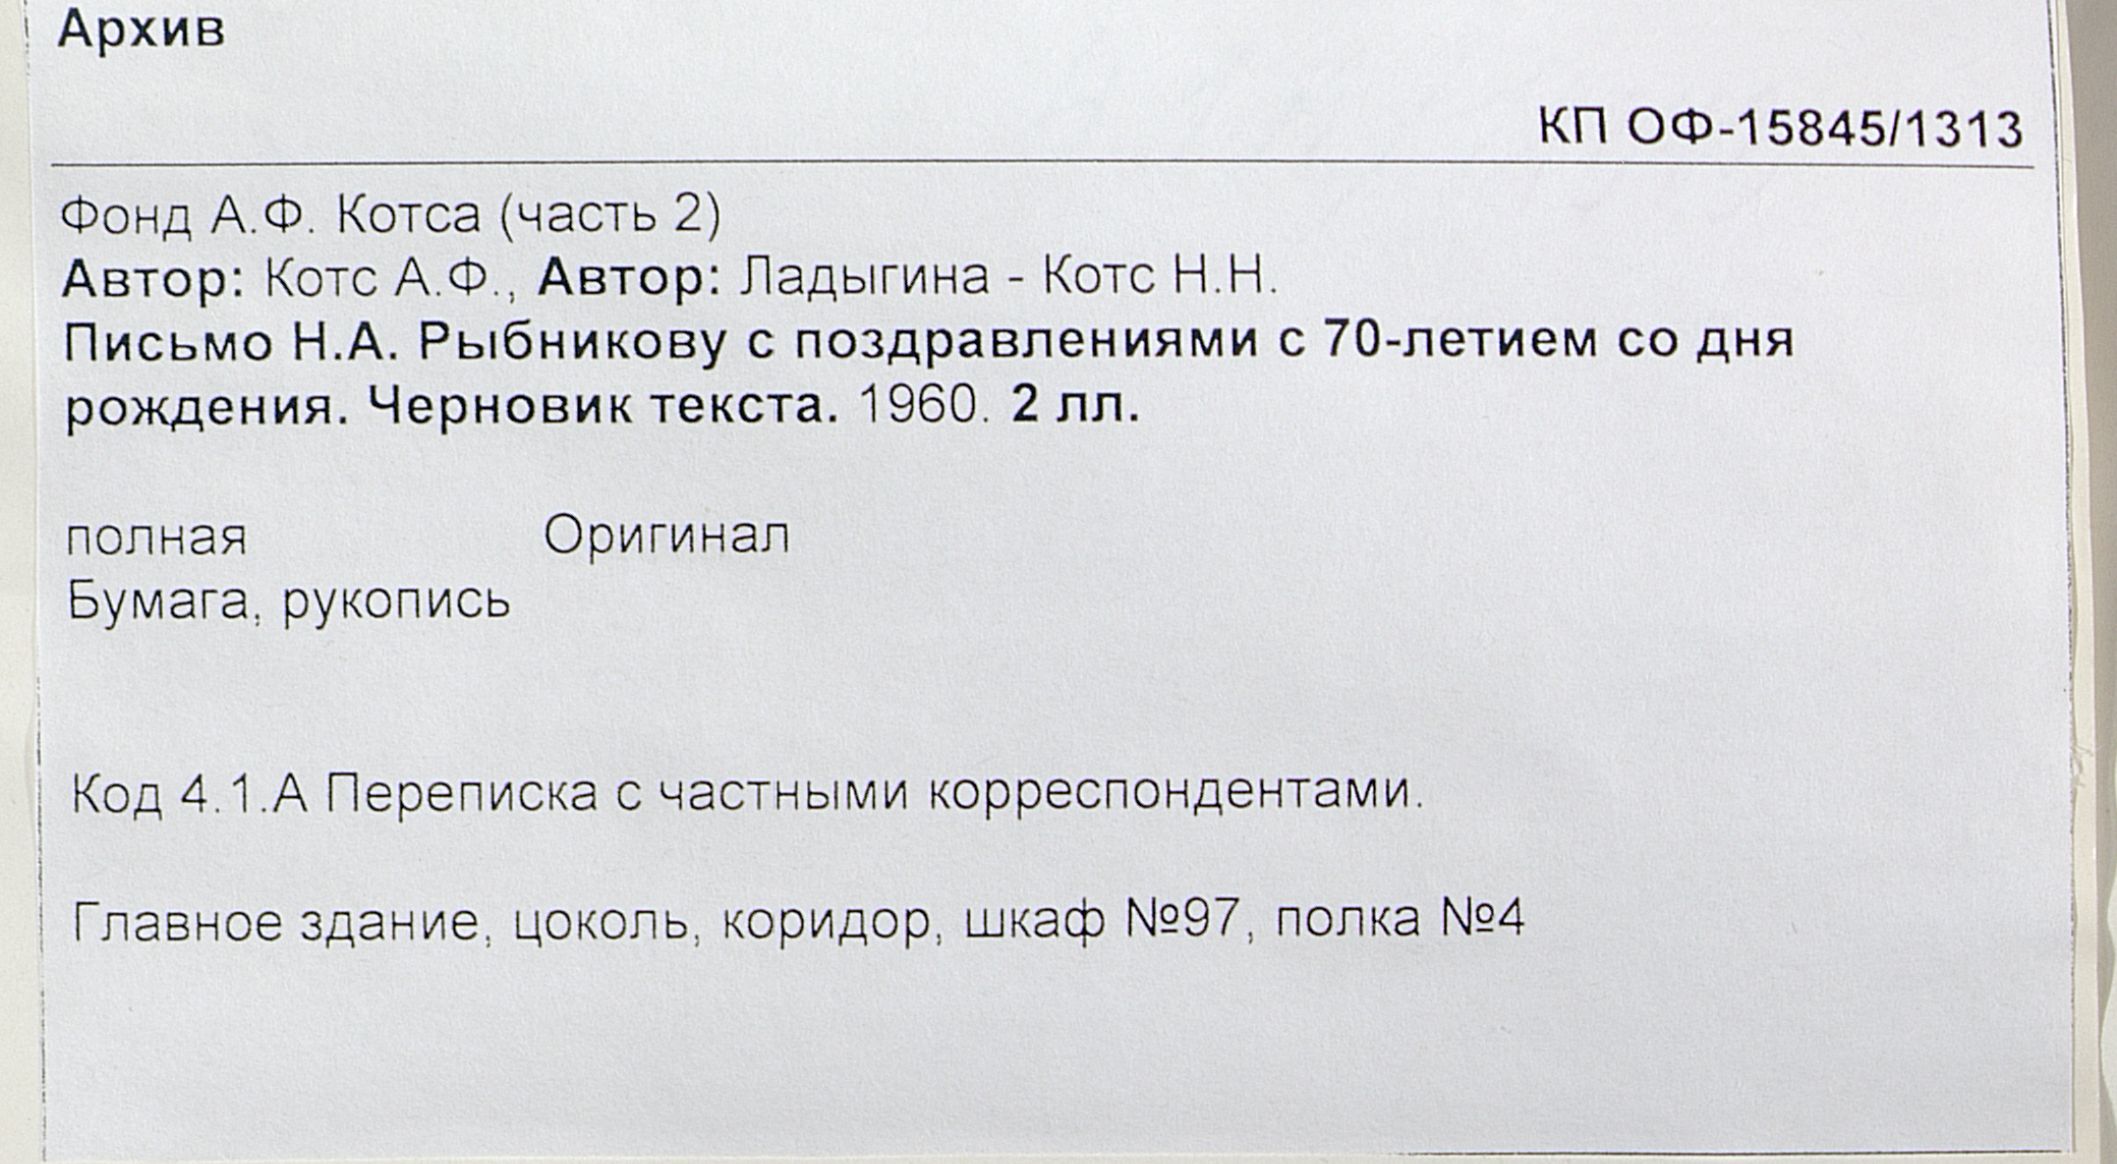 Архив
КП ОФ-15845/1313
Фонд А.Ф. Котса (часть 2)
Автор: Котс А.Ф., Автор: Ладыгина - Котс Н.Н.
Письмо Н.А. Рыбникову с поздравлениями с 70-летием со дня
рождения. Черновик текста. 1960. 2 лл.
полная Оригинал
Бумага, рукопись
Код 4.1.А Переписка с частными корреспондентами.
Главное здание, цоколь, коридор, шкаф №97, полка №4